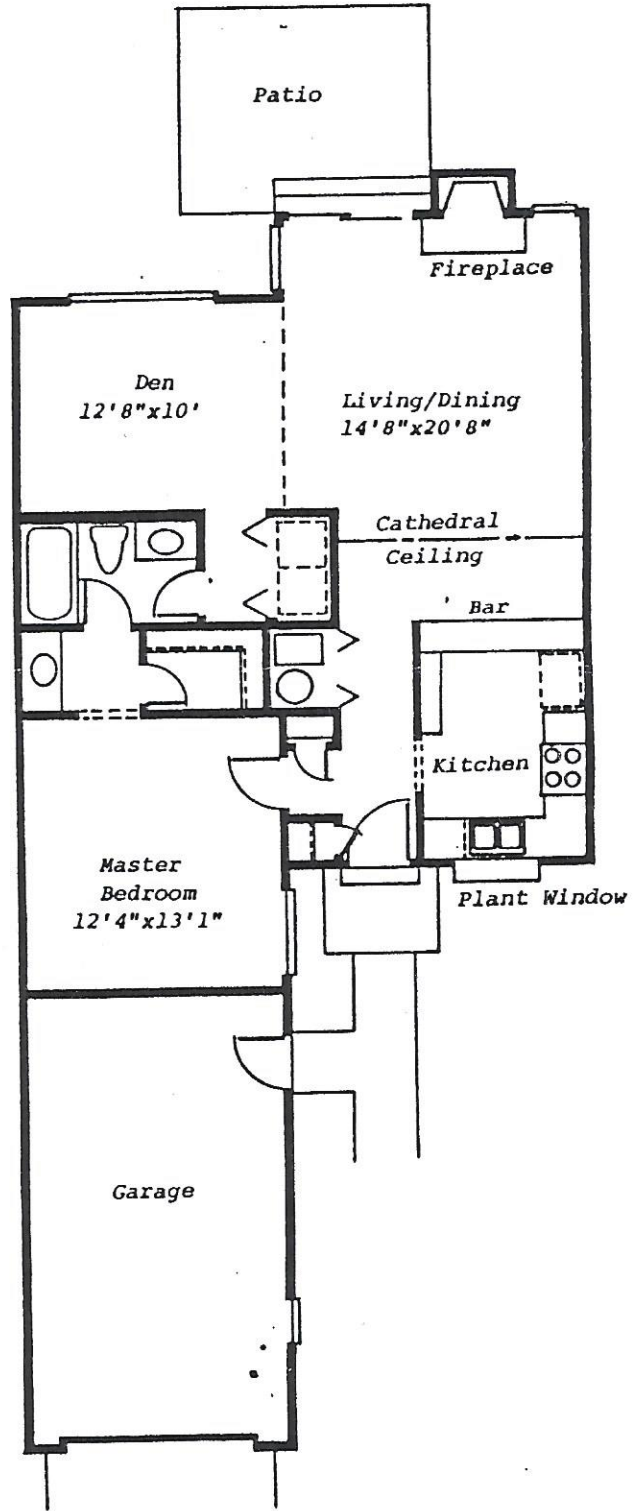 Patio
Fireplace
Den
12'8"x10'
Living/Dining
14'8"x20'8"
Cathedral
Ceiling
Bar
Kitchen
Master
Bedroom
12'4"x13'1"
Plant Window
Garage